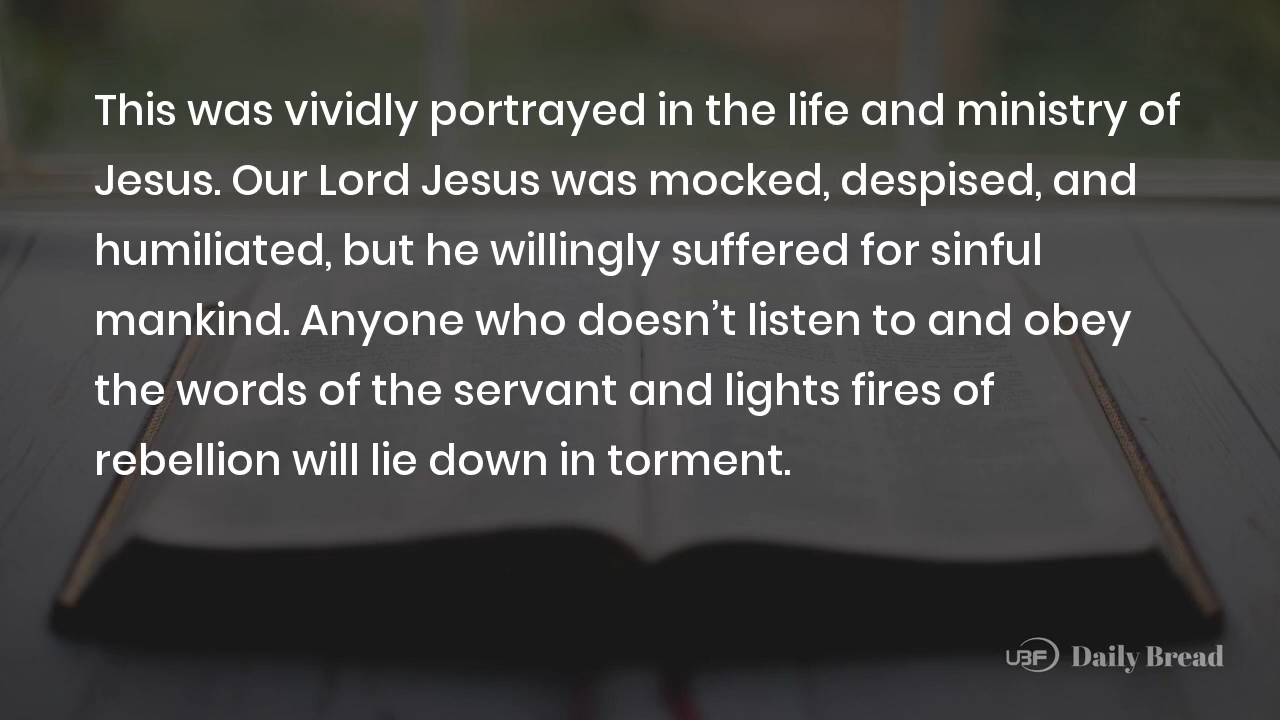 This was vividly portrayed in the life and ministry of
Jesus. Our Lord Jesus was mocked, despised, and
humiliated, but he willingly suffered for sinful
mankind. Anyone who doesn’t listen to and obey
the words of the servant and lights fires of
rebellion will lie down in torment.
UBF Daily Bread